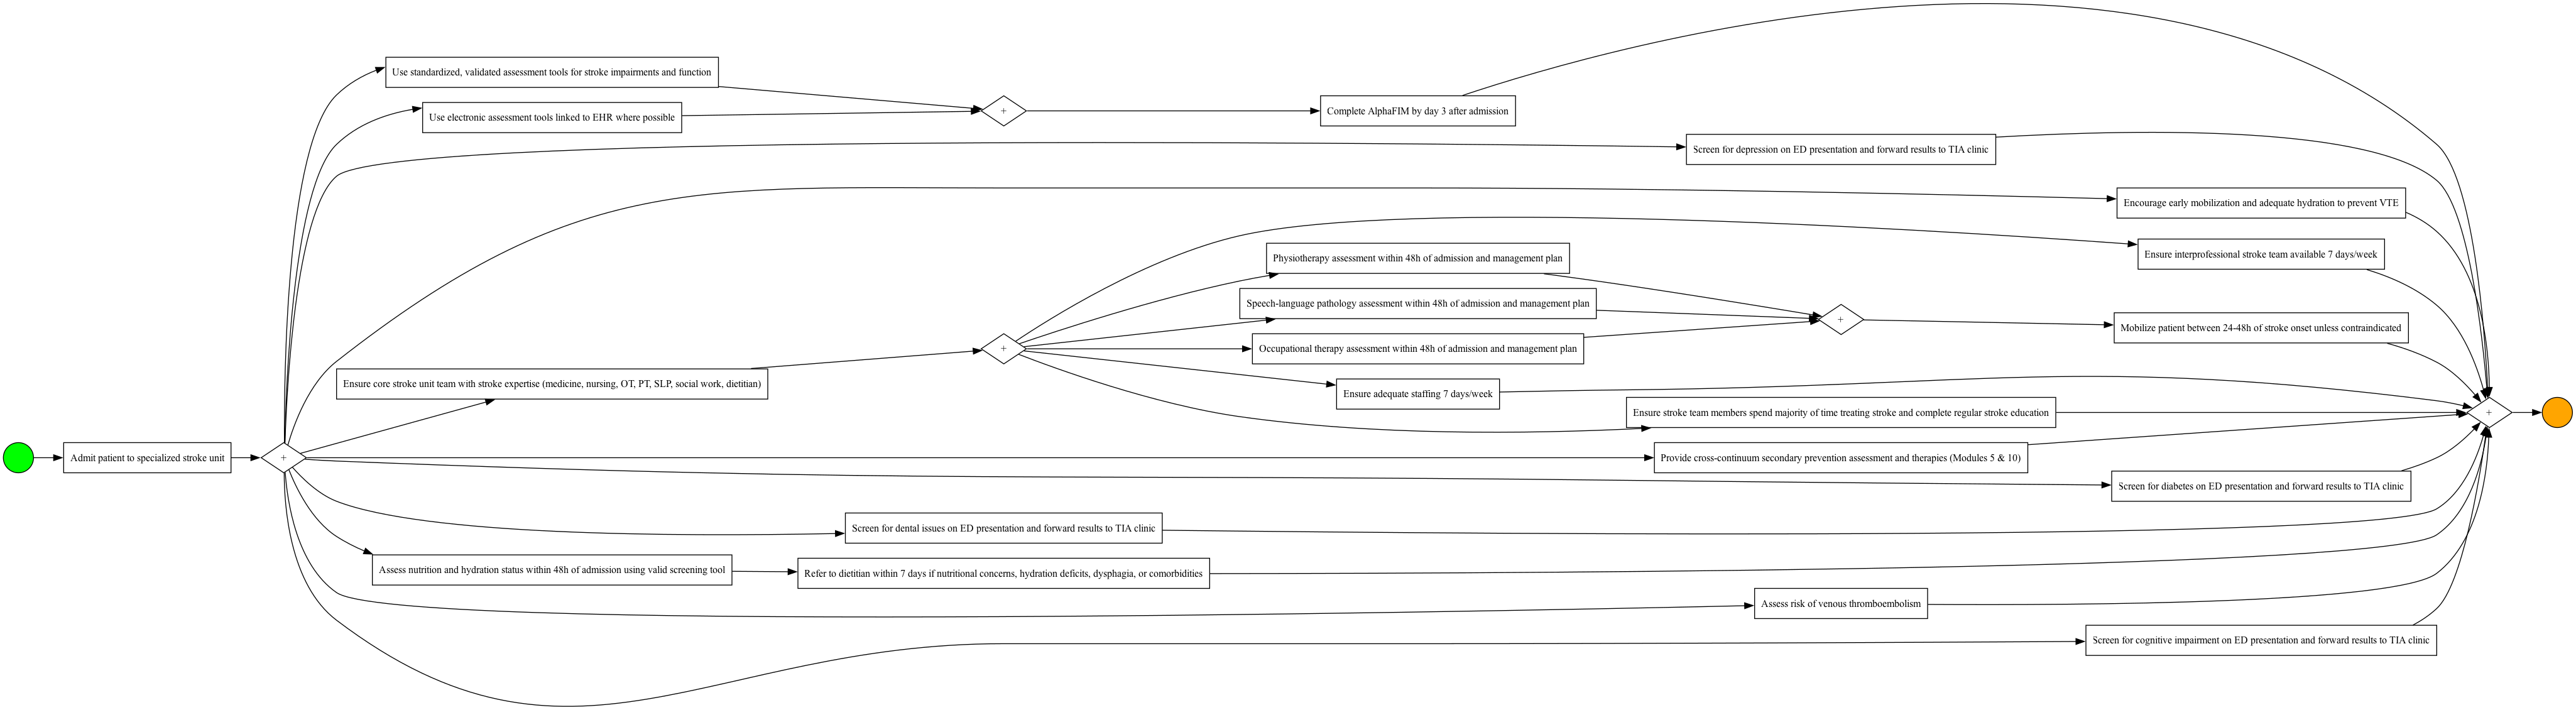 Use standardized, validated assessment tools for stroke impairments and function
Use electronic assessment tools linked to EHR where possible
+
Complete AlphaFIM by day 3 after admission
Screen for depression on ED presentation and forward results to TIA clinic
Encourage early mobilization and adequate hydration to prevent VTE
Ensure interprofessional stroke team available 7 days/week
Physiotherapy assessment within 48h of admission and management plan
Speech-language pathology assessment within 48h of admission and management plan
+
Mobilize patient between 24-48h of stroke onset unless contraindicated
+
Occupational therapy assessment within 48h of admission and management plan
Ensure core stroke unit team with stroke expertise (medicine, nursing, OT, PT, SLP, social work, dietitian)
Ensure adequate staffing 7 days/week
Ensure stroke team members spend majority of time treating stroke and complete regular stroke education
+
Admit patient to specialized stroke unit
+
Provide cross-continuum secondary prevention assessment and therapies (Modules 5 & 10)
Screen for diabetes on ED presentation and forward results to TIA clinic
Screen for dental issues on ED presentation and forward results to TIA clinic
Assess nutrition and hydration status within 48h of admission using valid screening tool
Refer to dietitian within 7 days if nutritional concerns, hydration deficits, dysphagia, or comorbidities
Assess risk of venous thromboembolism
Screen for cognitive impairment on ED presentation and forward results to TIA clinic